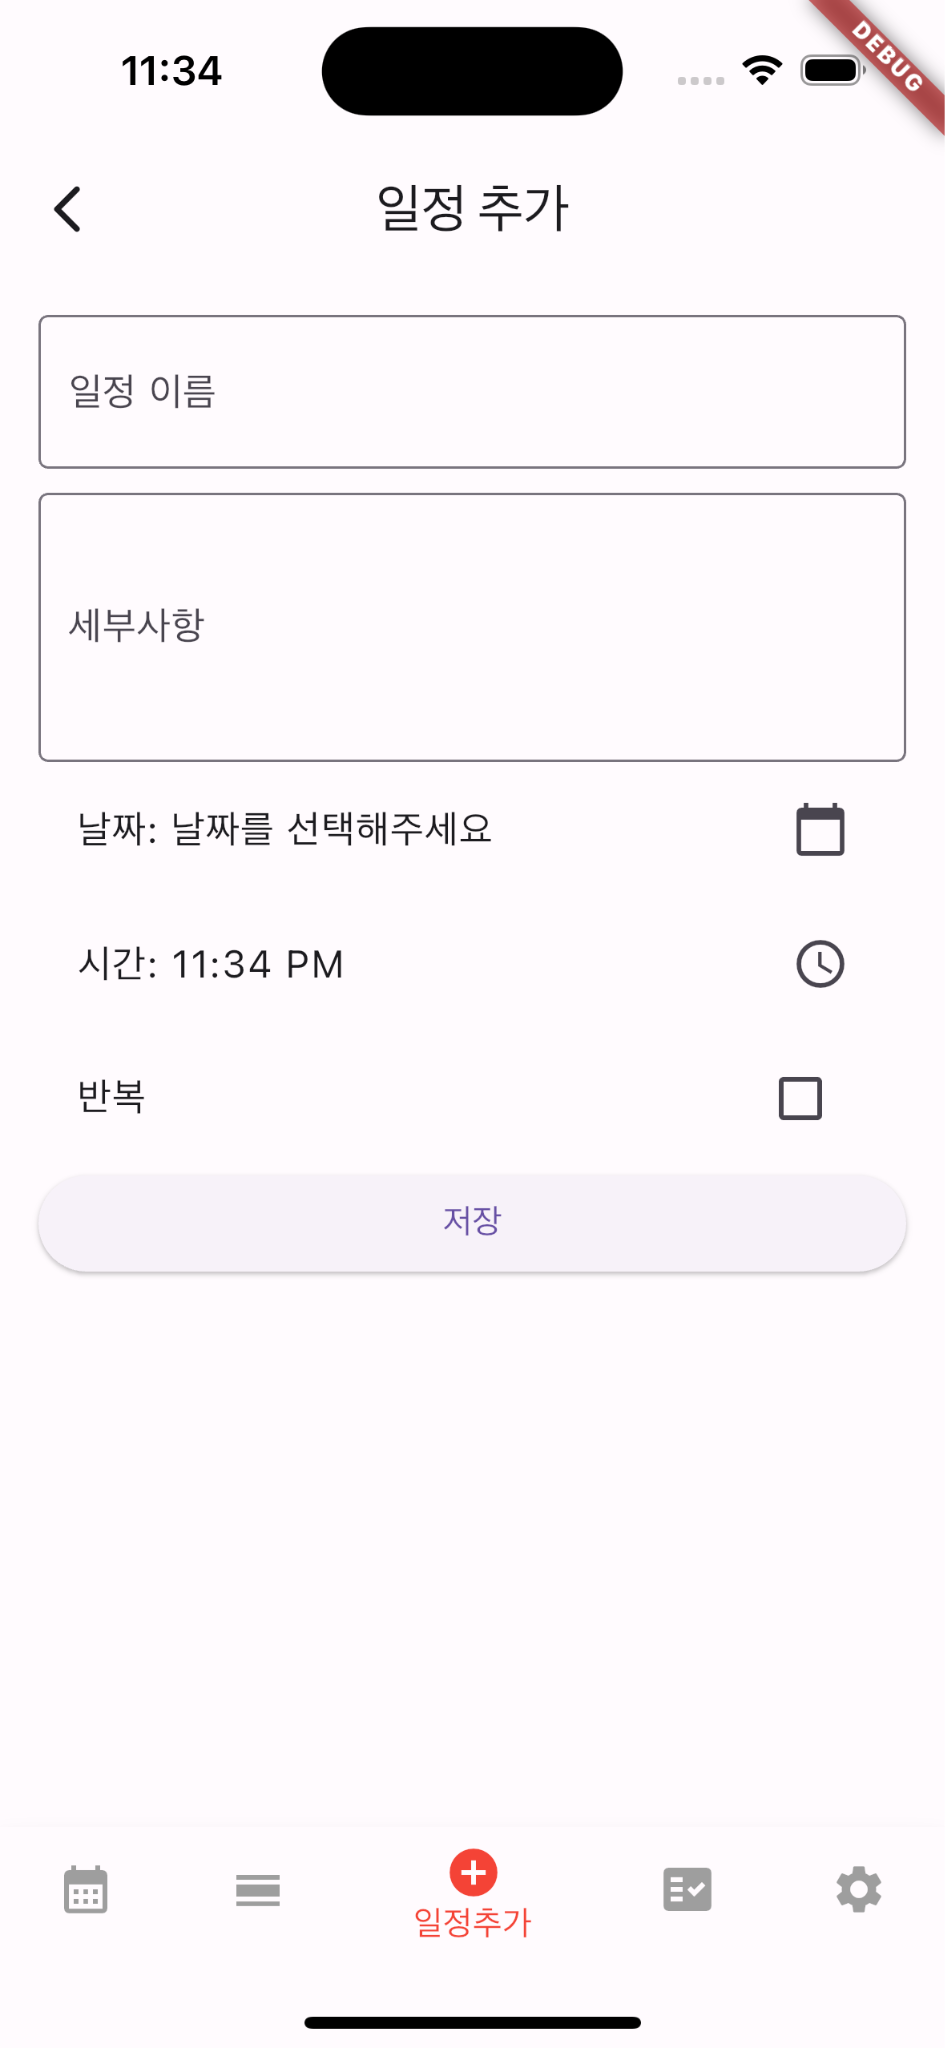 11:34
DEBUG
일정 추가
일정 이름
세부사항
날짜: 날짜를 선택해주세요
시간: 11:34 PM
반복
저장
일정추가